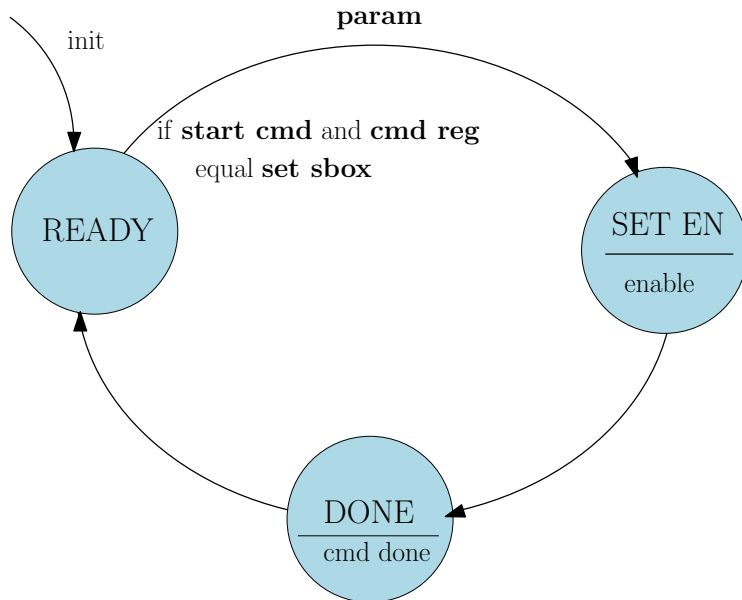 param
init
if start cmd and cmd reg
equal set sbox
READY
SET EN
enable
DONE
cmd done